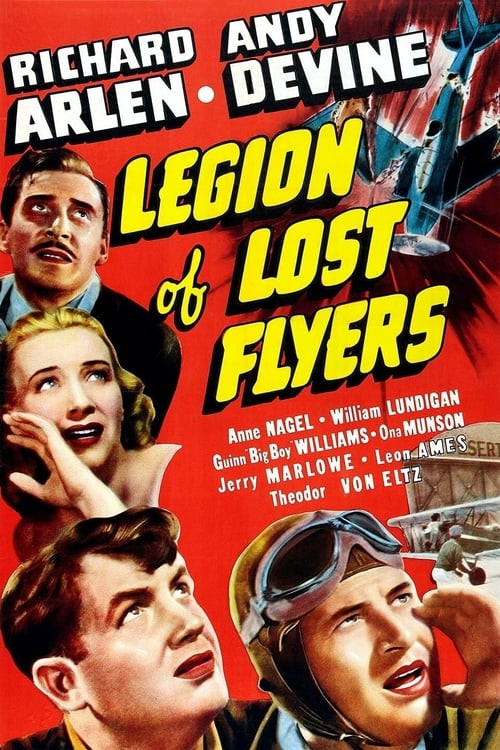 RICHARD ARLEN • ANDY DEVINE
LEGION
of LOST
FLYERS
Anne NAGEL • William LUNDIGAN
Guinn "Big Boy" WILLIAMS • Ona MUNSON
Jerry MARLOWE • Leon AMES
Theodor VON ELTZ
SERT